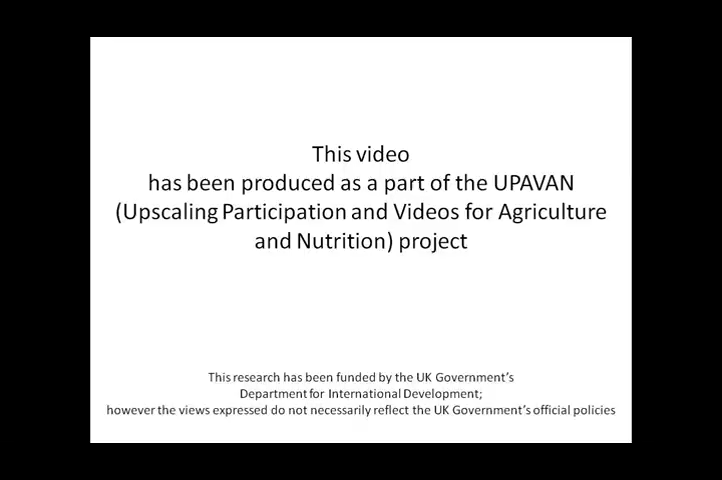 This video
has been produced as a part of the UPAVAN
(Upscaling Participation and Videos for Agriculture
and Nutrition) project
This research has been funded by the UK Government's
Department for International Development;
however the views expressed do not necessarily reflect the UK Government's official policies